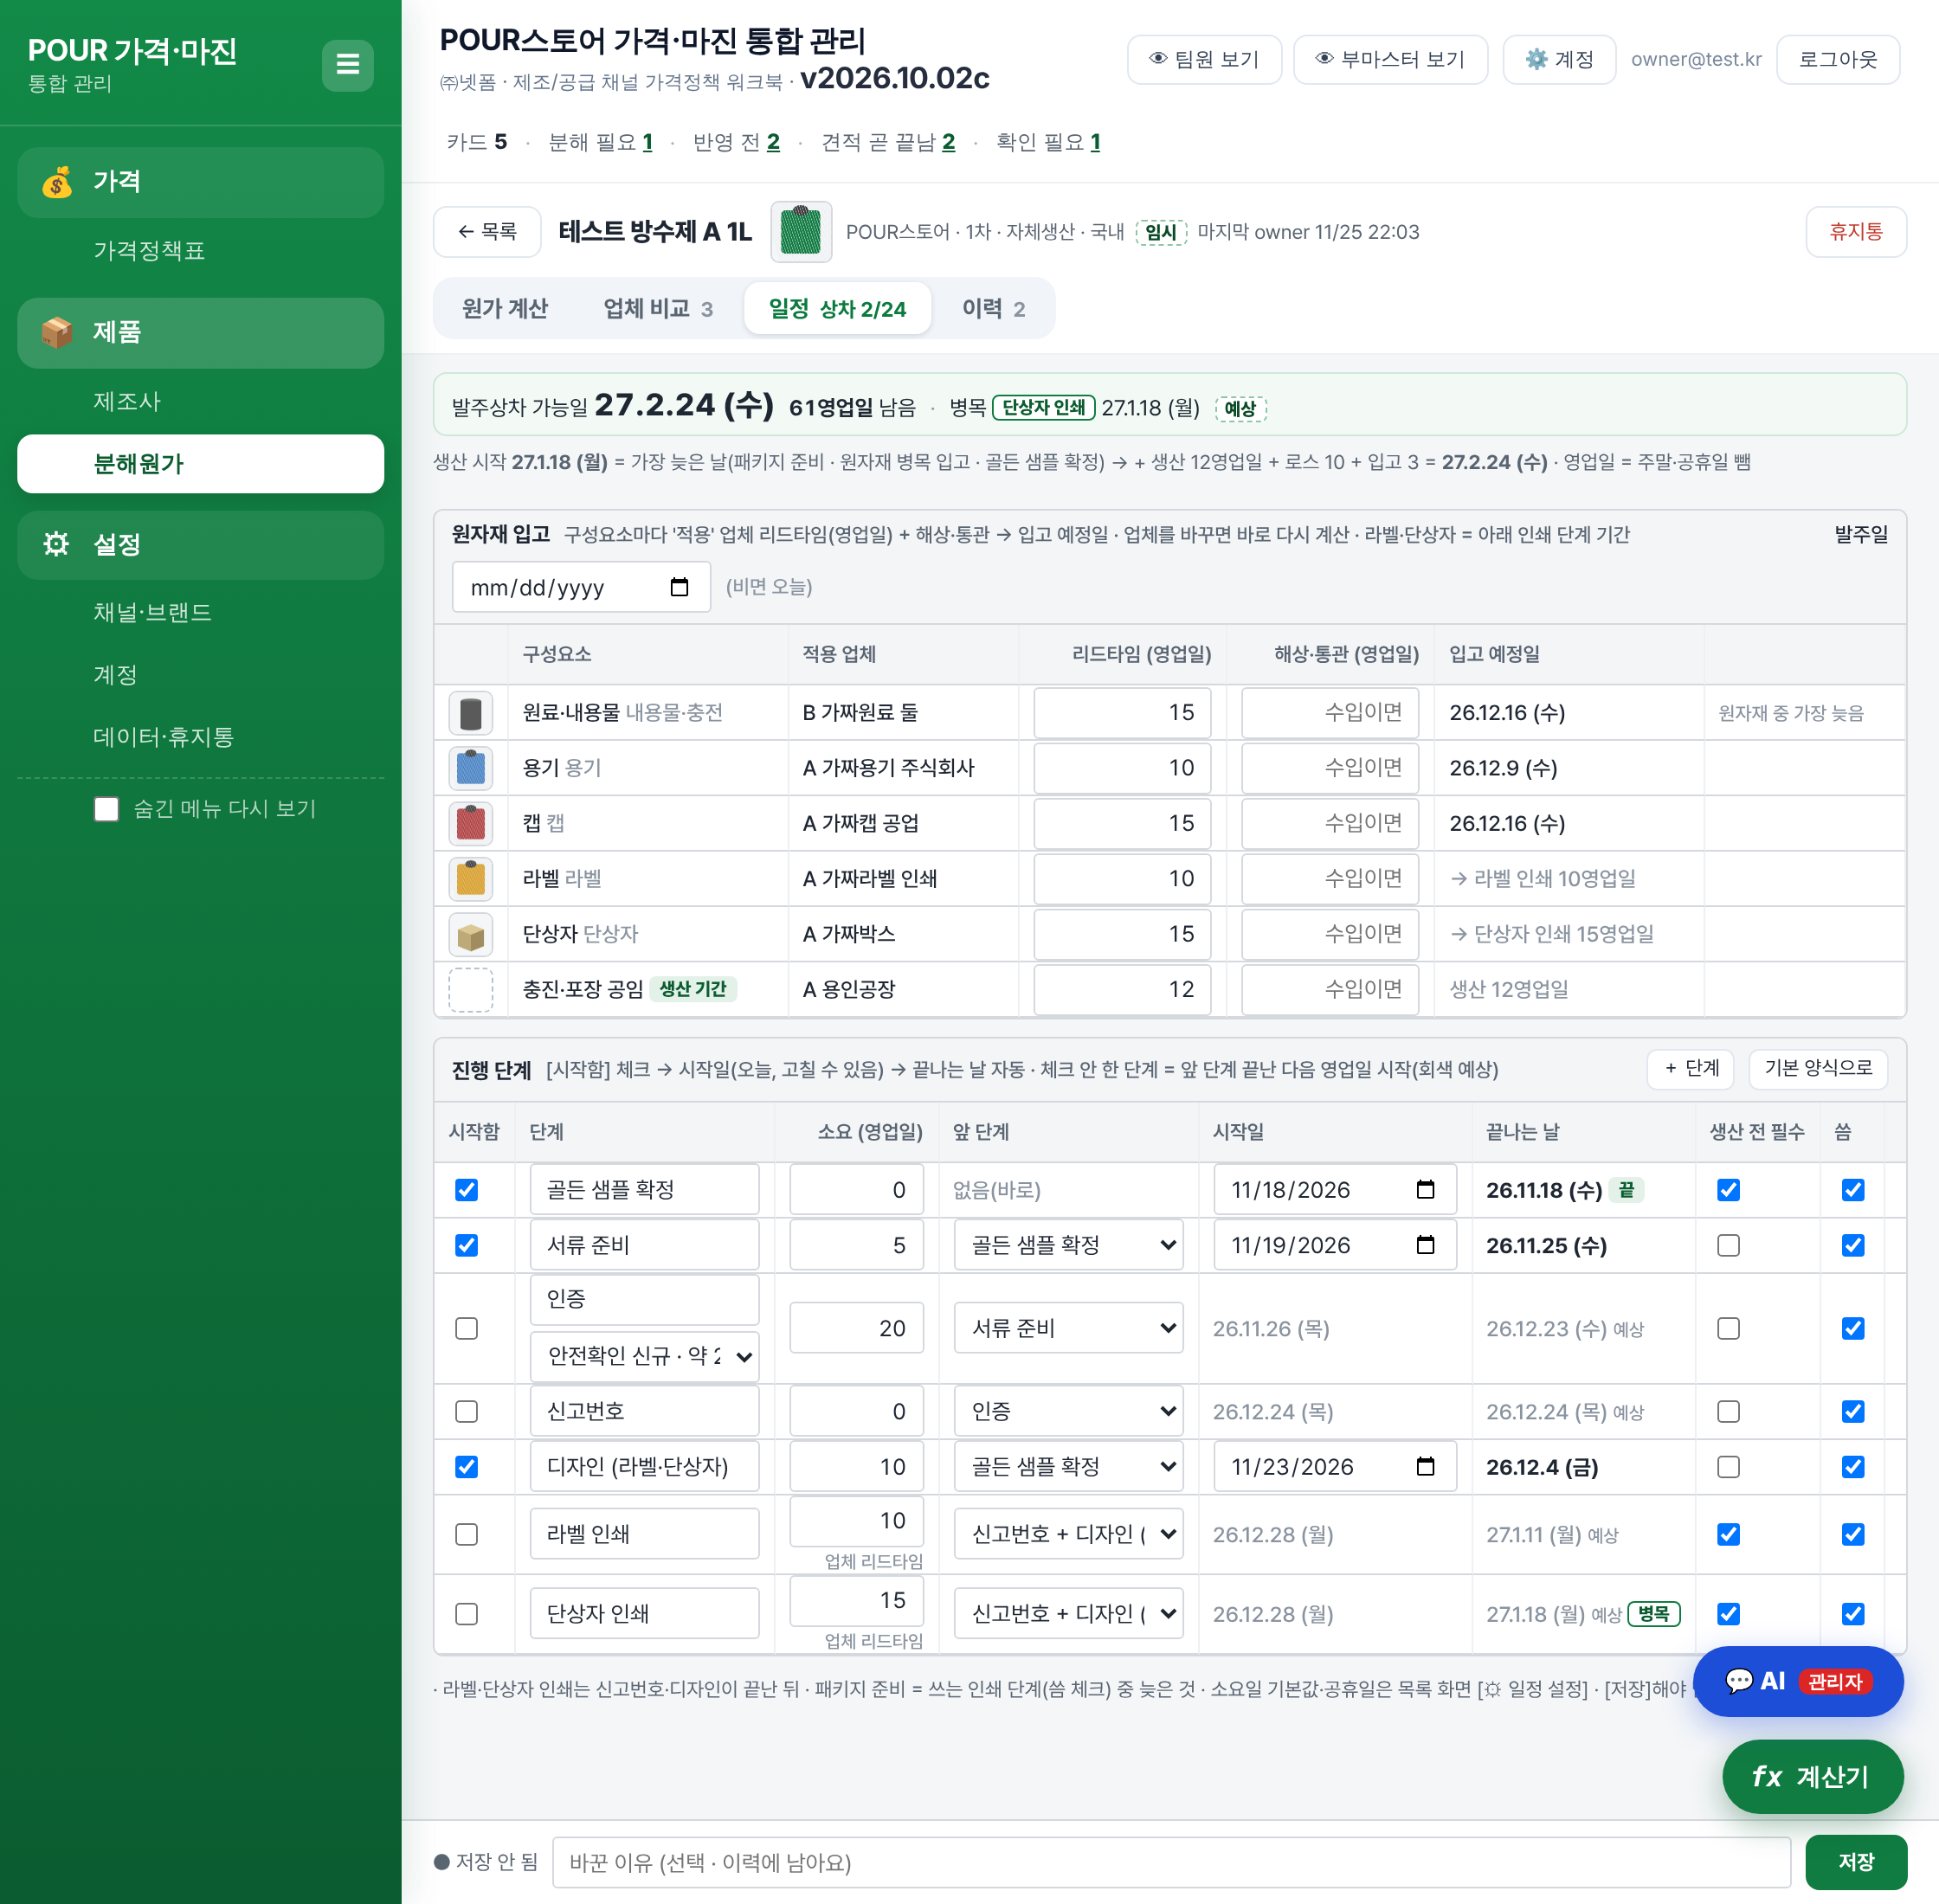 POUR 가격·마진
통합 관리
가격
가격정책표
제품
제조사
분해원가
설정
채널·브랜드
계정
데이터·휴지통
숨긴 메뉴 다시 보기
POUR스토어 가격·마진 통합 관리
㈜넷폼 · 제조/공급 채널 가격정책 워크북 · v2026.10.02c
팀원 보기
부마스터 보기
계정
owner@test.kr
로그아웃
카드 5 · 분해 필요 1 · 반영 전 2 · 견적 곧 끝남 2 · 확인 필요 1
← 목록
테스트 방수제 A 1L
POUR스토어 · 1차 · 자체생산 · 국내 임시 마지막 owner 11/25 22:03
휴지통
원가 계산
업체 비교 3
일정 상차 2/24
이력 2
발주상차 가능일 27.2.24 (수) 61영업일 남음 · 병목 단상자 인쇄 27.1.18 (월) 예상
생산 시작 27.1.18 (월) = 가장 늦은 날(패키지 준비 · 원자재 병목 입고 · 골든 샘플 확정) → + 생산 12영업일 + 로스 10 + 입고 3 = 27.2.24 (수) · 영업일 = 주말·공휴일 뺌
원자재 입고 구성요소마다 '적용' 업체 리드타임(영업일) + 해상·통관 → 입고 예정일 · 업체를 바꾸면 바로 다시 계산 · 라벨·단상자 = 아래 인쇄 단계 기간 발주일
mm/dd/yyyy (비면 오늘)
구성요소 적용 업체 리드타임 (영업일) 해상·통관 (영업일) 입고 예정일
원료·내용물 내용물·충전 B 가짜원료 둘 15 수입이면 26.12.16 (수) 원자재 중 가장 늦음
용기 용기 A 가짜용기 주식회사 10 수입이면 26.12.9 (수)
캡 캡 A 가짜캡 공업 15 수입이면 26.12.16 (수)
라벨 라벨 A 가짜라벨 인쇄 10 수입이면 → 라벨 인쇄 10영업일
단상자 단상자 A 가짜박스 15 수입이면 → 단상자 인쇄 15영업일
충진·포장 공임 생산 기간 A 용인공장 12 수입이면 생산 12영업일
진행 단계 [시작함] 체크 → 시작일(오늘, 고칠 수 있음) → 끝나는 날 자동 · 체크 안 한 단계 = 앞 단계 끝난 다음 영업일 시작(회색 예상) + 단계 기본 양식으로
시작함 단계 소요 (영업일) 앞 단계 시작일 끝나는 날 생산 전 필수 씀
골든 샘플 확정 0 없음(바로) 11/18/2026 26.11.18 (수) 끝
서류 준비 5 골든 샘플 확정 11/19/2026 26.11.25 (수)
인증 20 서류 준비 26.11.26 (목) 26.12.23 (수) 예상
안전확인 신규 · 약 2
신고번호 0 인증 26.12.24 (목) 26.12.24 (목) 예상
디자인 (라벨·단상자) 10 골든 샘플 확정 11/23/2026 26.12.4 (금)
라벨 인쇄 10 신고번호 + 디자인 ( 26.12.28 (월) 27.1.11 (월) 예상
업체 리드타임
단상자 인쇄 15 신고번호 + 디자인 ( 26.12.28 (월) 27.1.18 (월) 예상 병목
업체 리드타임
· 라벨·단상자 인쇄는 신고번호·디자인이 끝난 뒤 · 패키지 준비 = 쓰는 인쇄 단계(씀 체크) 중 늦은 것 · 소요일 기본값·공휴일은 목록 화면 [⚙ 일정 설정] · [저장]해야
AI 관리자
fx 계산기
● 저장 안 됨
바꾼 이유 (선택 · 이력에 남아요)
저장